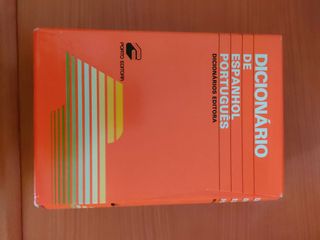 DICIONÁRIO
DE
ESPANHOL
PORTUGUÊS
DICIONÁRIOS EDITORA
PORTO EDITORA